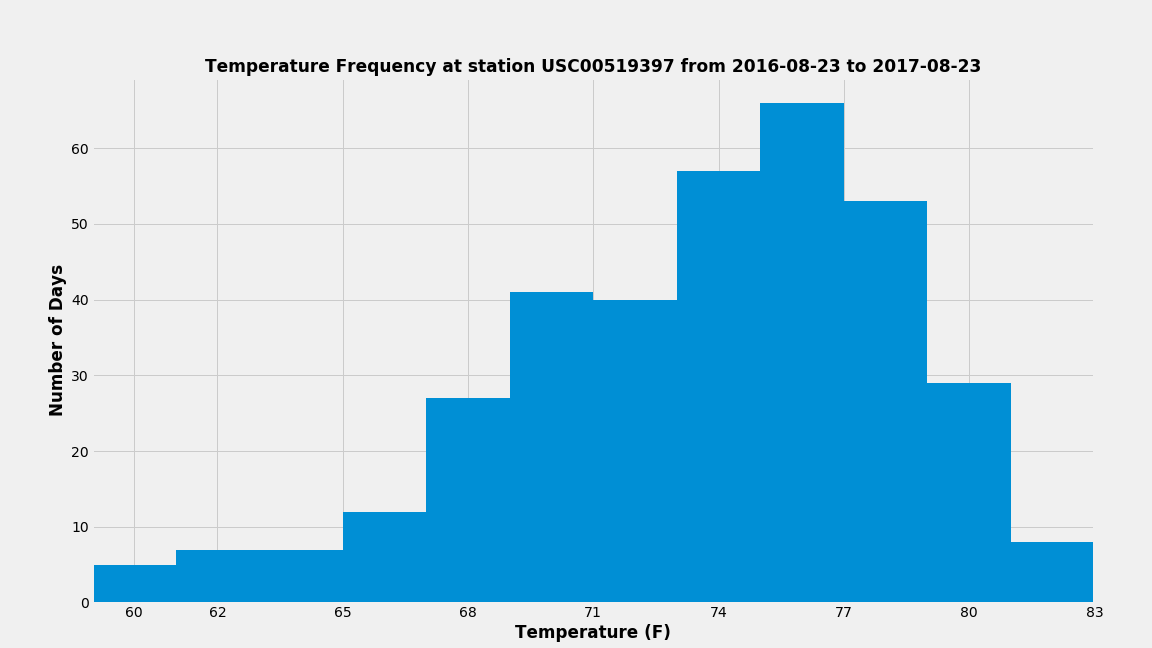 Temperature Frequency at station USC00519397 from 2016-08-23 to 2017-08-23
Number of Days
60
50
40
30
20
10
0
60 62 65 68 71 74 77 80 83
Temperature (F)